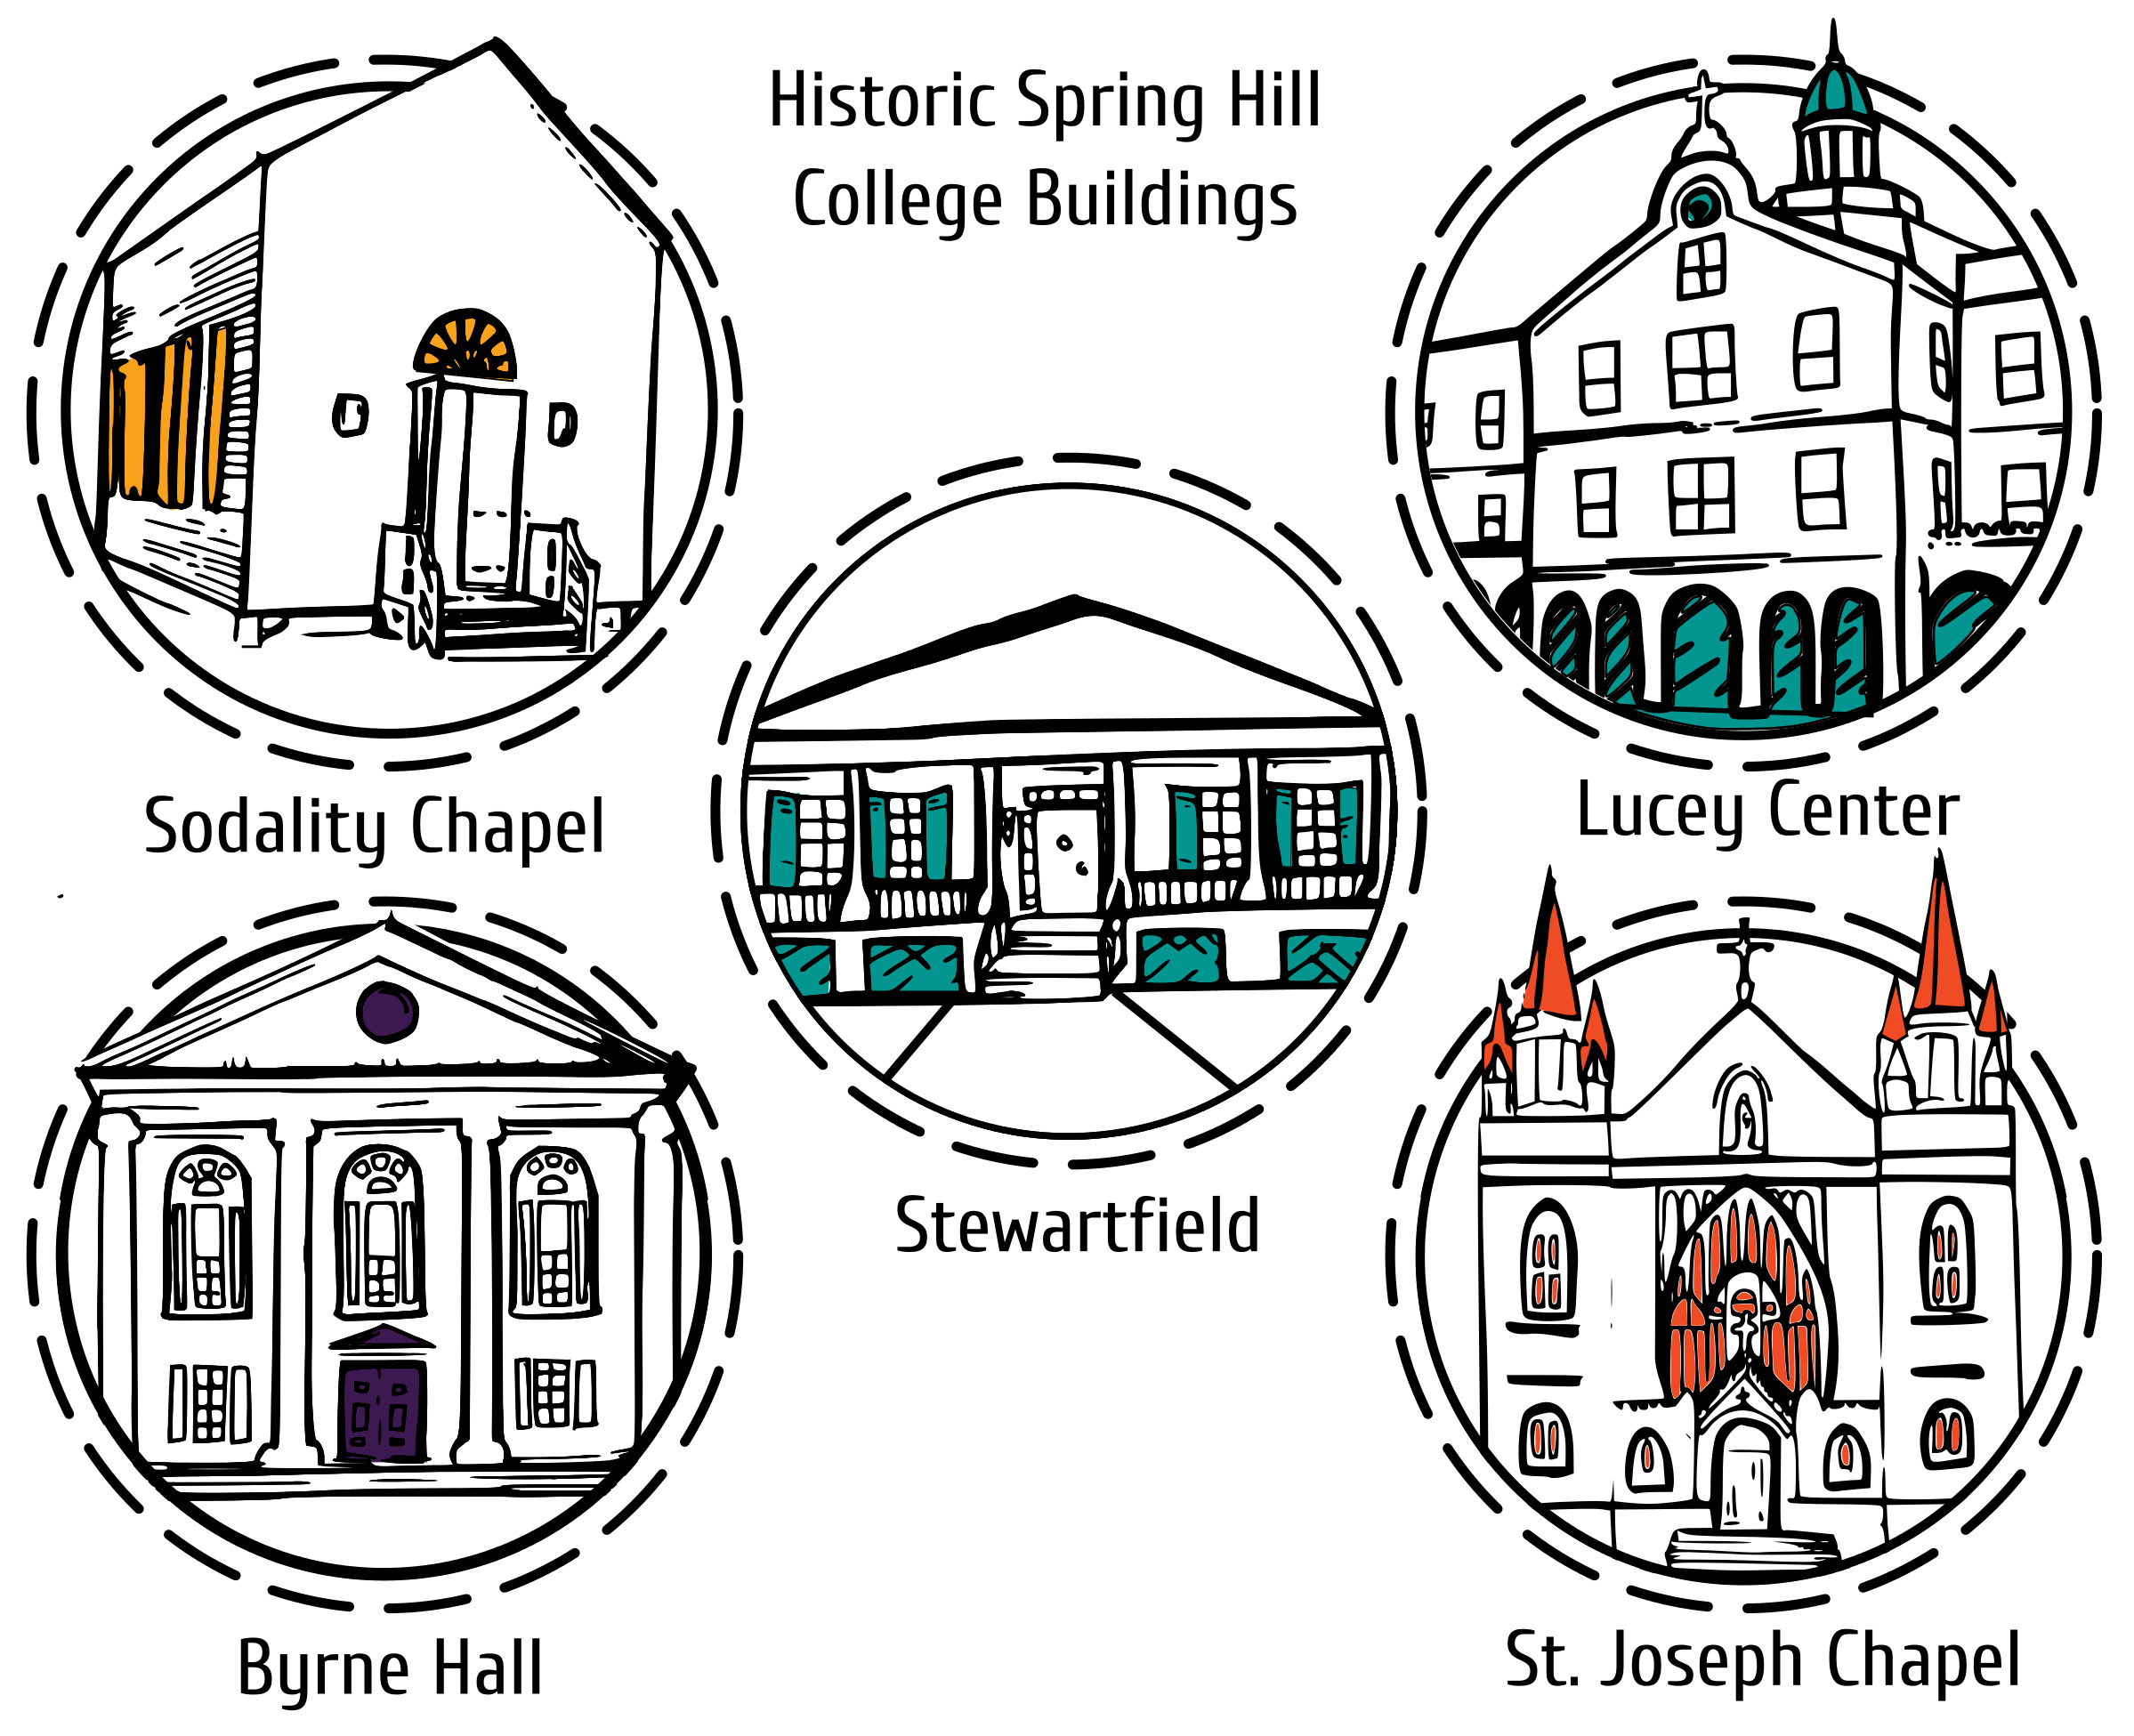 Historic Spring Hill
College Buildings
Sodality Chapel
Lucey Center
Stewartfield
Byrne Hall
St. Joseph Chapel